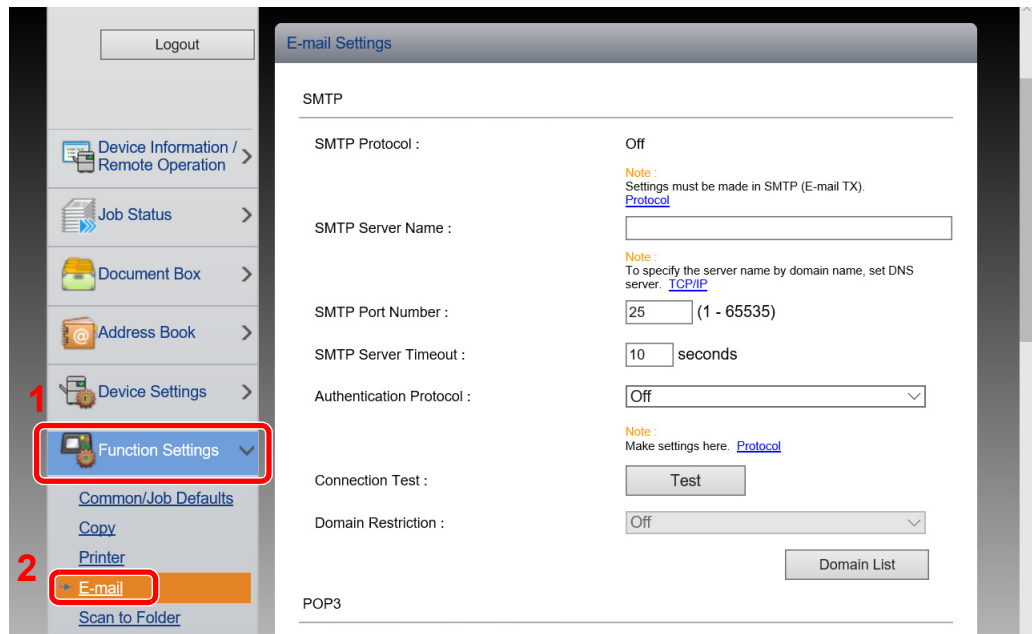 Logout
Device Information /
Remote Operation
Job Status
Document Box
Address Book
1
Device Settings
Function Settings
Common/Job Defaults
Copy
Printer
2
E-mail
Scan to Folder
E-mail Settings
SMTP
SMTP Protocol :
Off
Note :
Settings must be made in SMTP (E-mail TX).
Protocol
SMTP Server Name :
Note :
To specify the server name by domain name, set DNS
server. TCP/IP
SMTP Port Number :
25 (1 - 65535)
SMTP Server Timeout :
10 seconds
Authentication Protocol :
Off
Note :
Make settings here. Protocol
Connection Test :
Test
Domain Restriction :
Off
Domain List
POP3